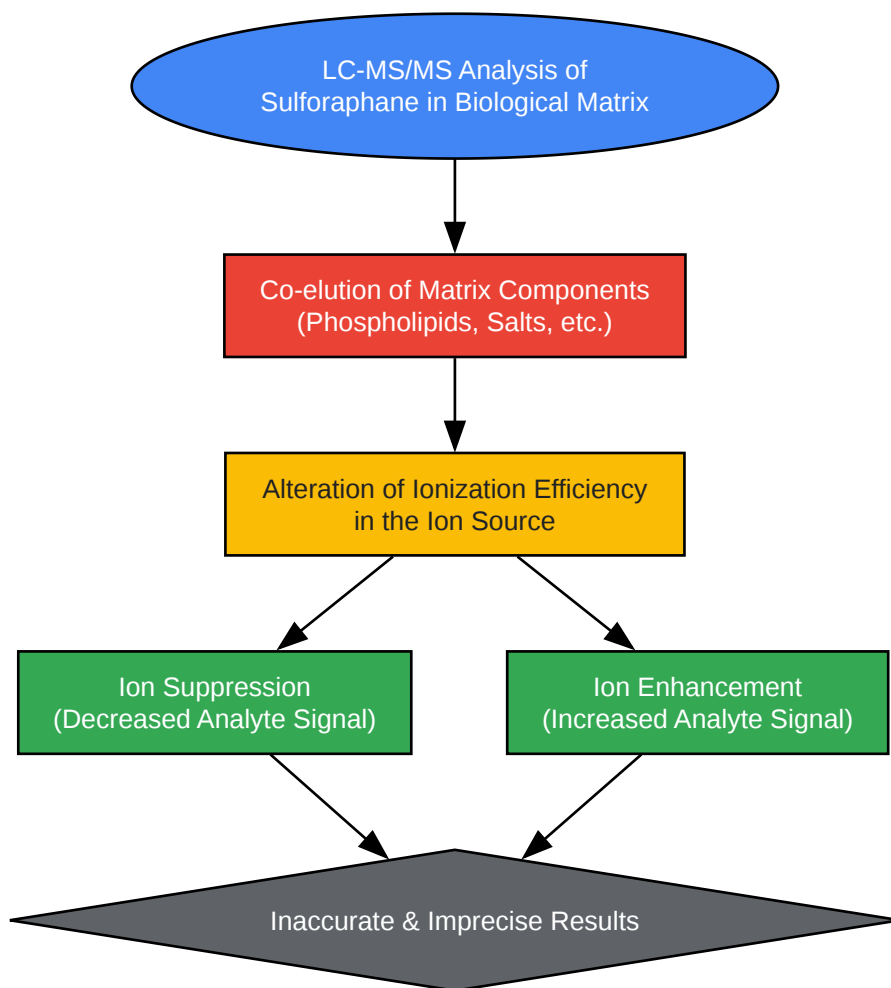 LC-MS/MS Analysis of
Sulforaphane in Biological Matrix
Co-elution of Matrix Components
(Phospholipids, Salts, etc.)
Alteration of Ionization Efficiency
in the Ion Source
Ion Suppression
(Decreased Analyte Signal)
Ion Enhancement
(Increased Analyte Signal)
Inaccurate & Imprecise Results